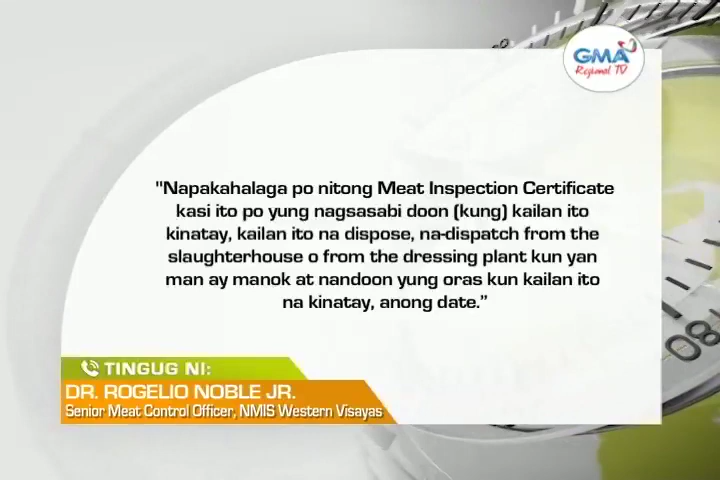 GMA
Regional TV
"Napakahalaga po nitong Meat Inspection Certificate
kasi ito po yung nagsasabi doon (kung) kailan ito
kinatay, kailan ito na dispose, na-dispatch from the
slaughterhouse o from the dressing plant kun yan
man ay manok at nandoon yung oras kun kailan ito
na kinatay, anong date.”
TINGUG NI:
DR. ROGELIO NOBLE JR.
Senior Meat Control Officer, NMIS Western Visayas
80